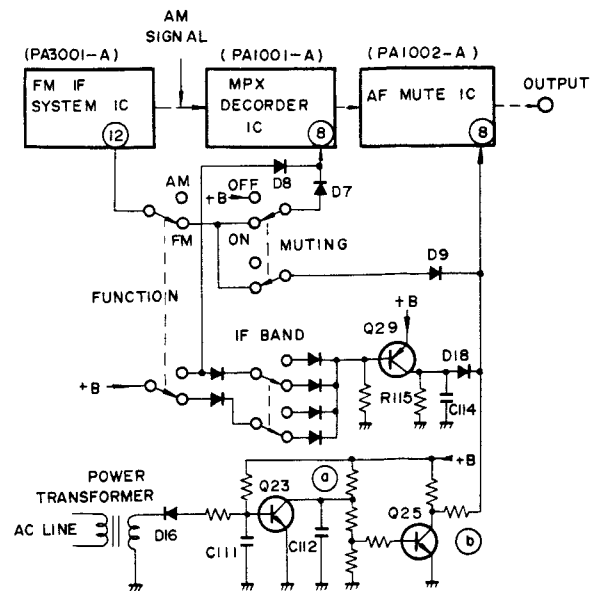 AM
SIGNAL
(PA3001-A)
(PA1001-A)
(PA1002-A)
FM IF
SYSTEM IC
12
MPX
DECORDER
IC
8
AF MUTE IC
8
OUTPUT
D8
D7
AM
OFF
+B
FM
ON
MUTING
D9
FUNCTION
IF BAND
+B
Q29
D18
+B
R115
C114
+B
POWER
TRANSFORMER
Q23
a
Q25
AC LINE
D16
C111
C112
b